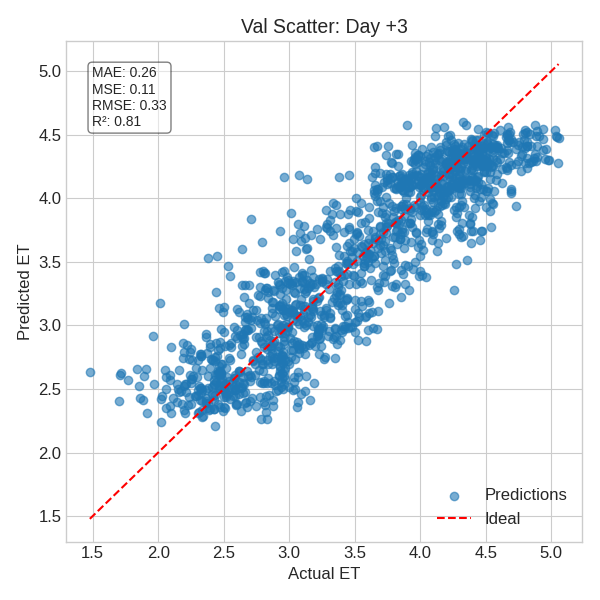 Val Scatter: Day +3
MAE: 0.26
MSE: 0.11
RMSE: 0.33
R²: 0.81
Predicted ET
5.0
4.5
4.0
3.5
3.0
2.5
2.0
1.5
Predictions
Ideal
1.5 2.0 2.5 3.0 3.5 4.0 4.5 5.0
Actual ET